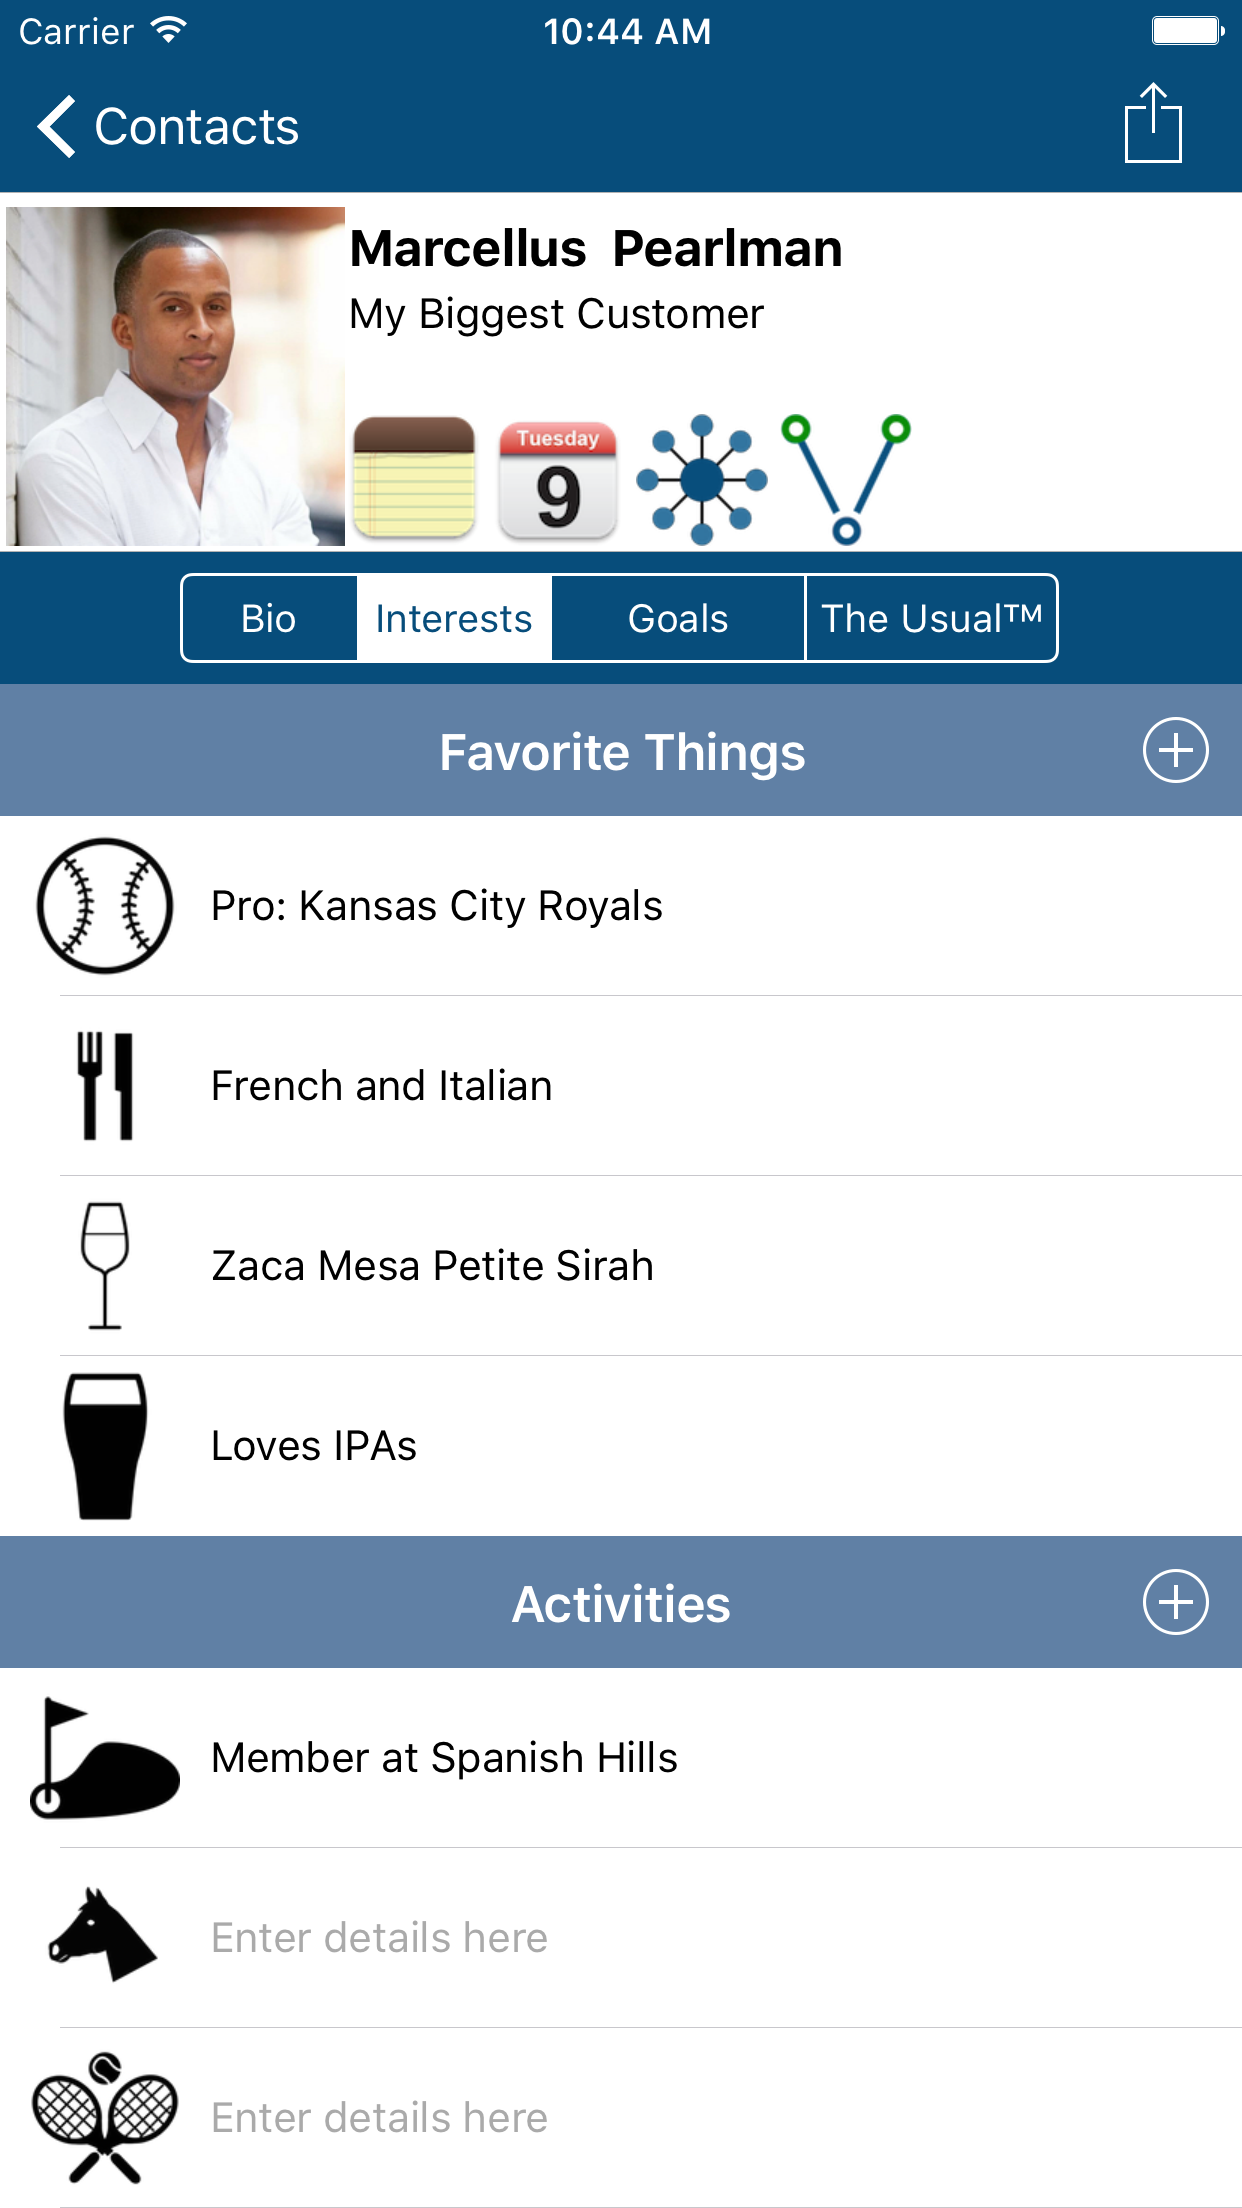 Carrier 10:44 AM
Contacts
Marcellus Pearlman
My Biggest Customer
Tuesday
9
Bio Interests Goals The Usual™
Favorite Things
Pro: Kansas City Royals
French and Italian
Zaca Mesa Petite Sirah
Loves IPAs
Activities
Member at Spanish Hills
Enter details here
Enter details here